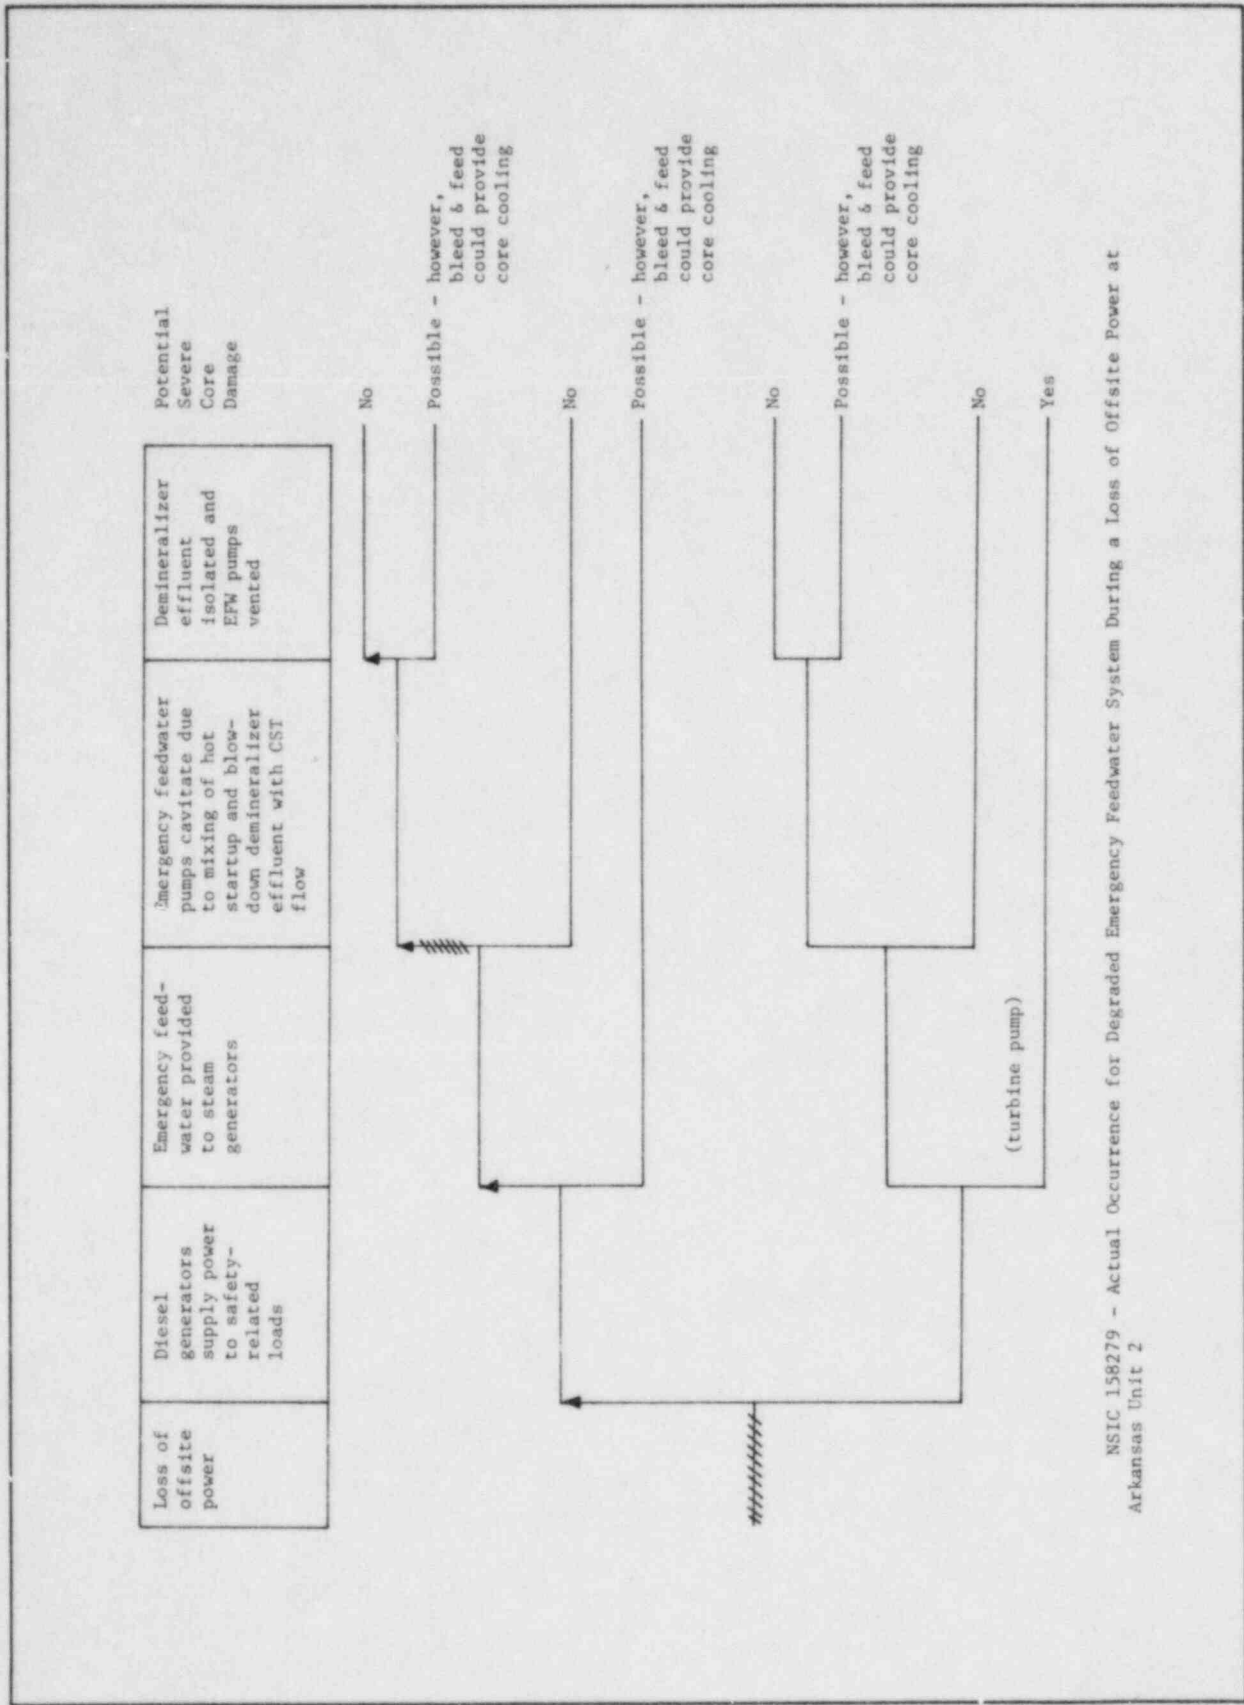 Loss of
offsite
power
Diesel
generators
supply power
to safety-
related
loads
Emergency feed-
water provided
to steam
generators
Emergency feedwater
pumps cavitate due
to mixing of hot
startup and blow-
down demineralizer
effluent with CST
flow
Demineralizer
effluent
isolated and
EFW pumps
vented
Potential
Severe
Core
Damage
No
Possible - however,
bleed & feed
could provide
core cooling
No
Possible - however,
bleed & feed
could provide
core cooling
No
Possible - however,
bleed & feed
could provide
core cooling
No
(turbine pump)
Yes
NSIC 158279 - Actual Occurrence for Degraded Emergency Feedwater System During a Loss of Offsite Power at
Arkansas Unit 2